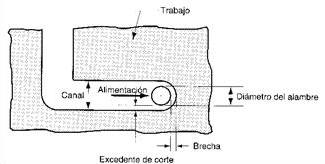 Trabajo
Alimentación
Canal
Diámetro del alambre
Brecha
Excedente de corte